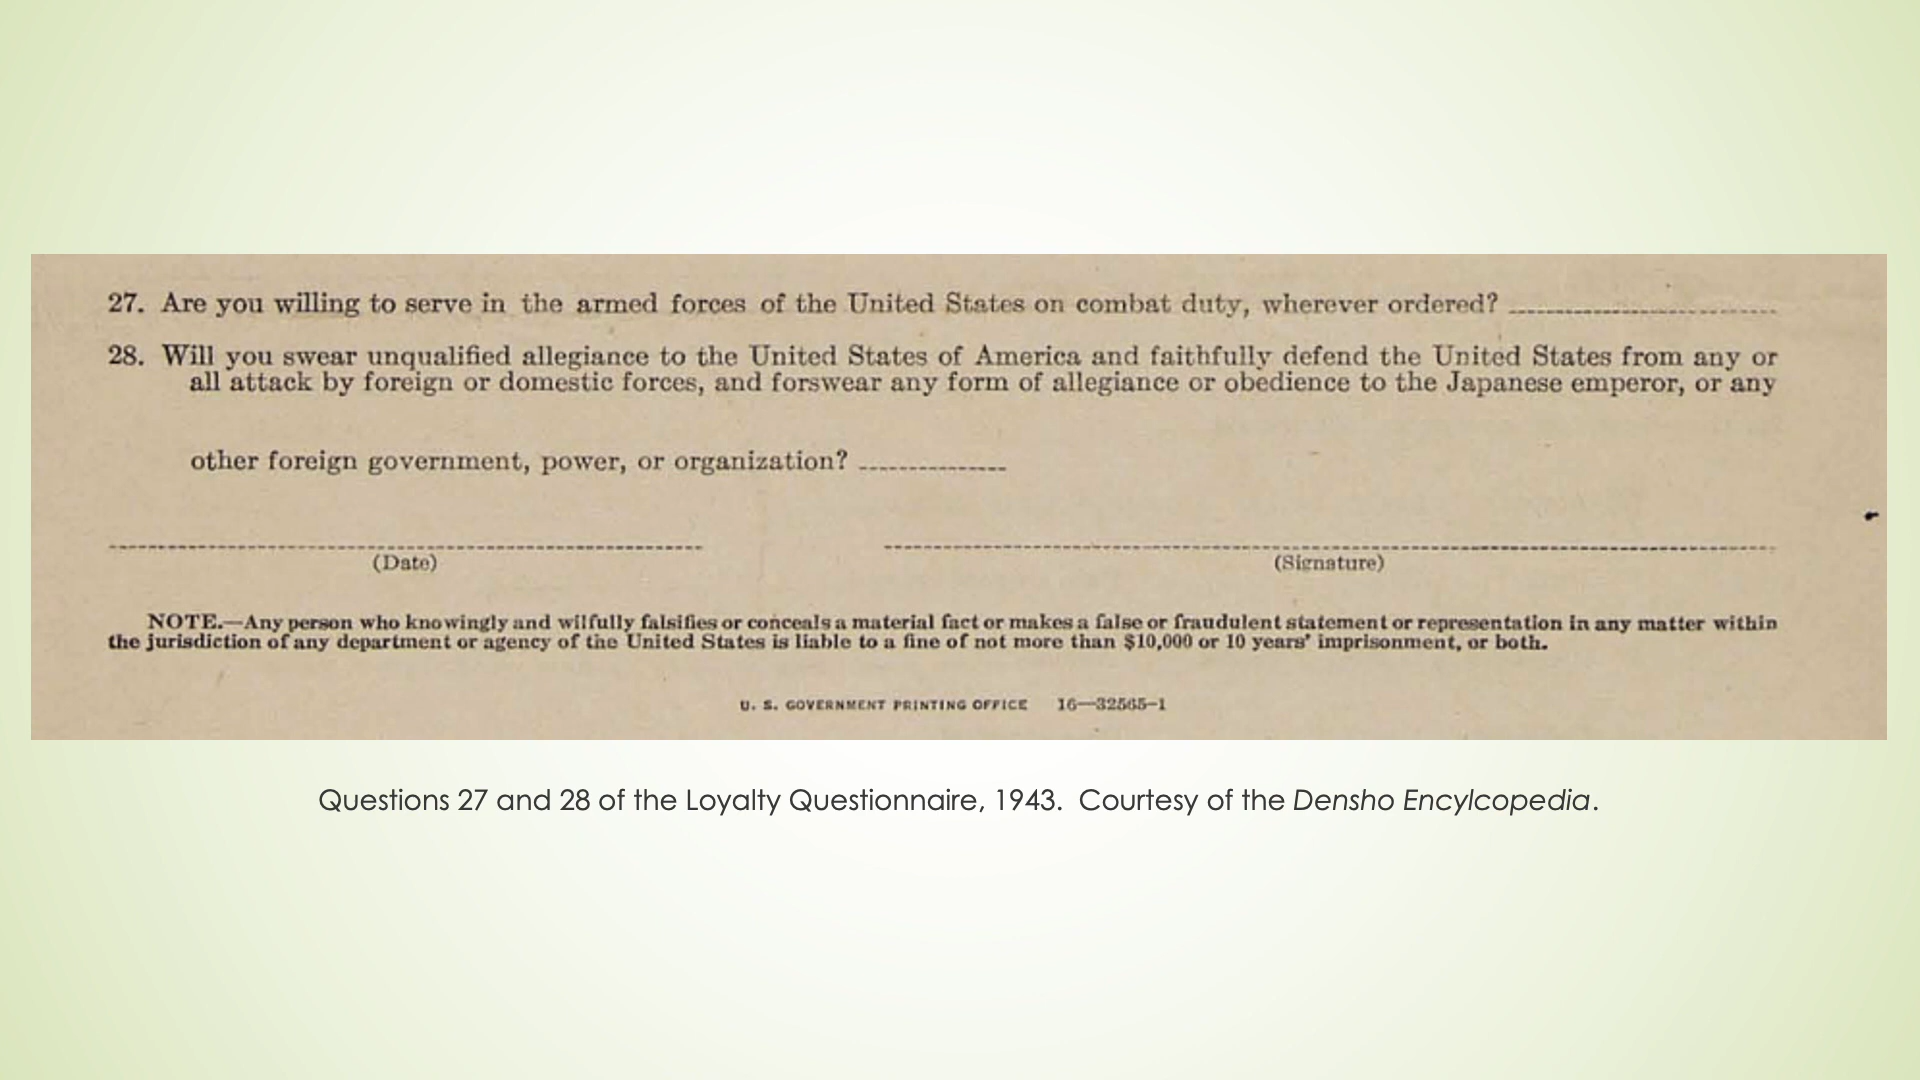 27. Are you willing to serve in the armed forces of the United States on combat duty, wherever ordered?
28. Will you swear unqualified allegiance to the United States of America and faithfully defend the United States from any or
all attack by foreign or domestic forces, and forswear any form of allegiance or obedience to the Japanese emperor, or any
other foreign government, power, or organization?
(Date) (Signature)
NOTE.—Any person who knowingly and wilfully falsifies or conceals a material fact or makes a false or fraudulent statement or representation in any matter within
the jurisdiction of any department or agency of the United States is liable to a fine of not more than $10,000 or 10 years' imprisonment, or both.
U. S. GOVERNMENT PRINTING OFFICE 16—32565-1
Questions 27 and 28 of the Loyalty Questionnaire, 1943. Courtesy of the Densho Encylcopedia.